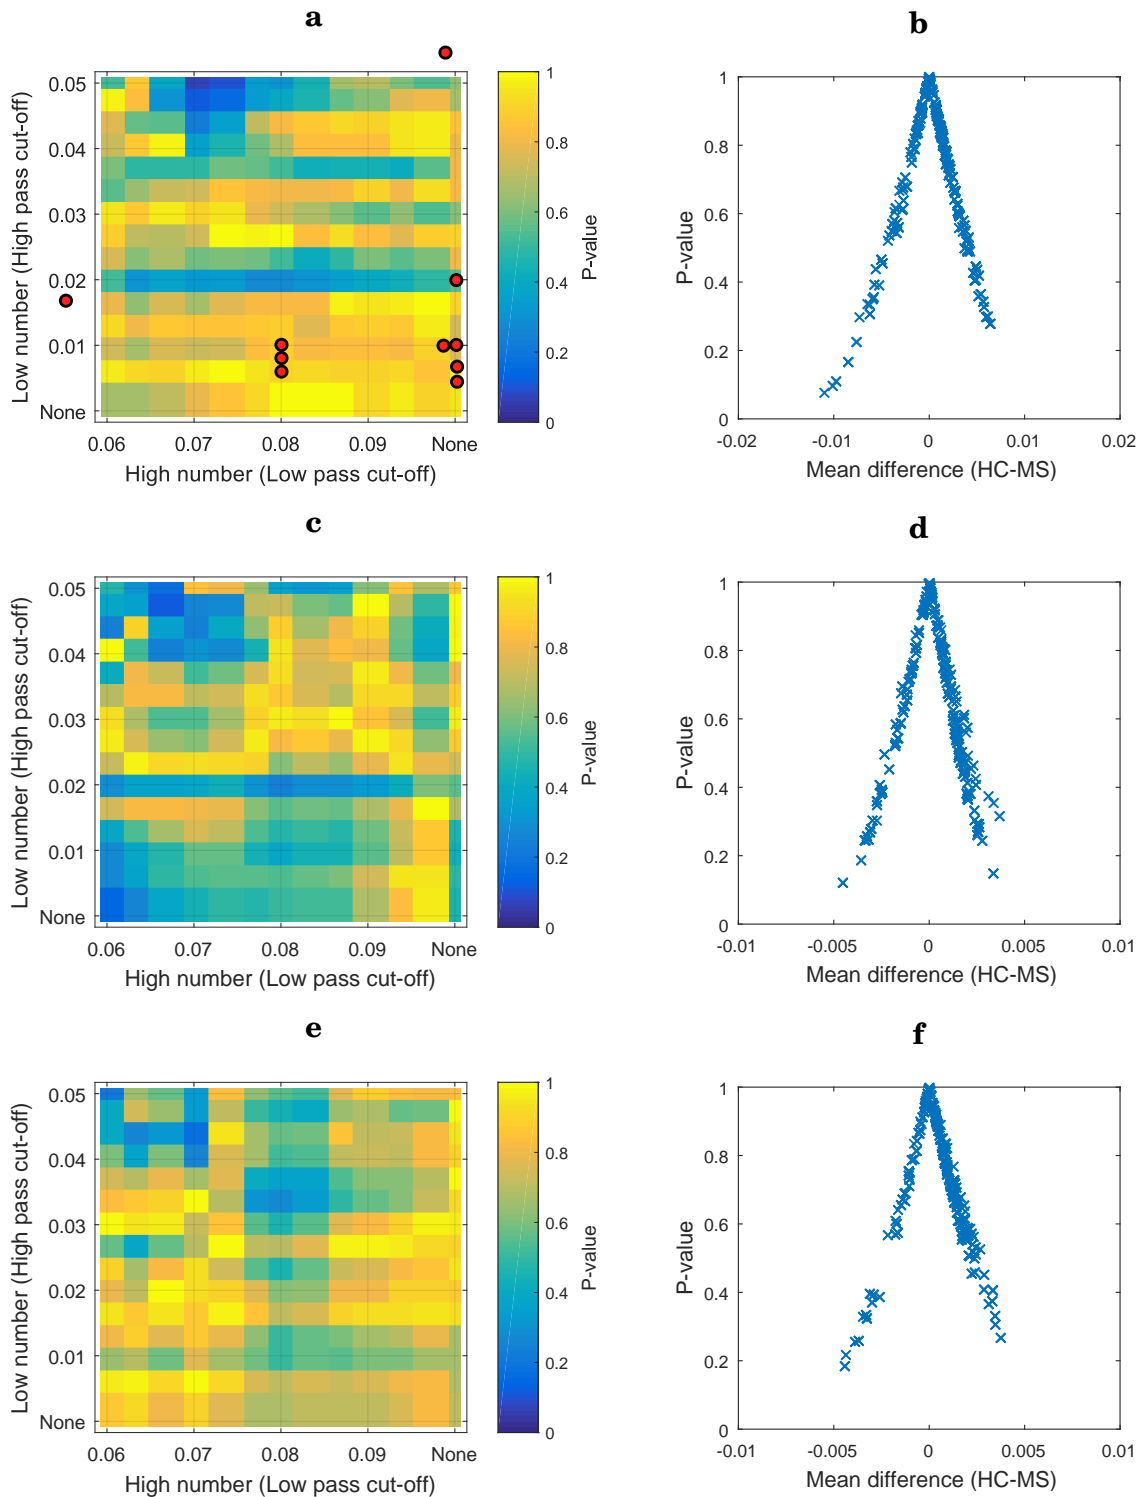 a
0.05
0.04
0.03
0.02
0.01
None
Low number (High pass cut-off)
0.06 0.07 0.08 0.09 None
High number (Low pass cut-off)
1
0.8
0.6
0.4
0.2
0
P-value
b
1
0.8
0.6
0.4
0.2
0
P-value
-0.02 -0.01 0 0.01 0.02
Mean difference (HC-MS)
c
0.05
0.04
0.03
0.02
0.01
None
Low number (High pass cut-off)
0.06 0.07 0.08 0.09 None
High number (Low pass cut-off)
1
0.8
0.6
0.4
0.2
0
P-value
d
1
0.8
0.6
0.4
0.2
0
P-value
-0.01 -0.005 0 0.005 0.01
Mean difference (HC-MS)
e
0.05
0.04
0.03
0.02
0.01
None
Low number (High pass cut-off)
0.06 0.07 0.08 0.09 None
High number (Low pass cut-off)
1
0.8
0.6
0.4
0.2
0
P-value
f
1
0.8
0.6
0.4
0.2
0
P-value
-0.01 -0.005 0 0.005 0.01
Mean difference (HC-MS)